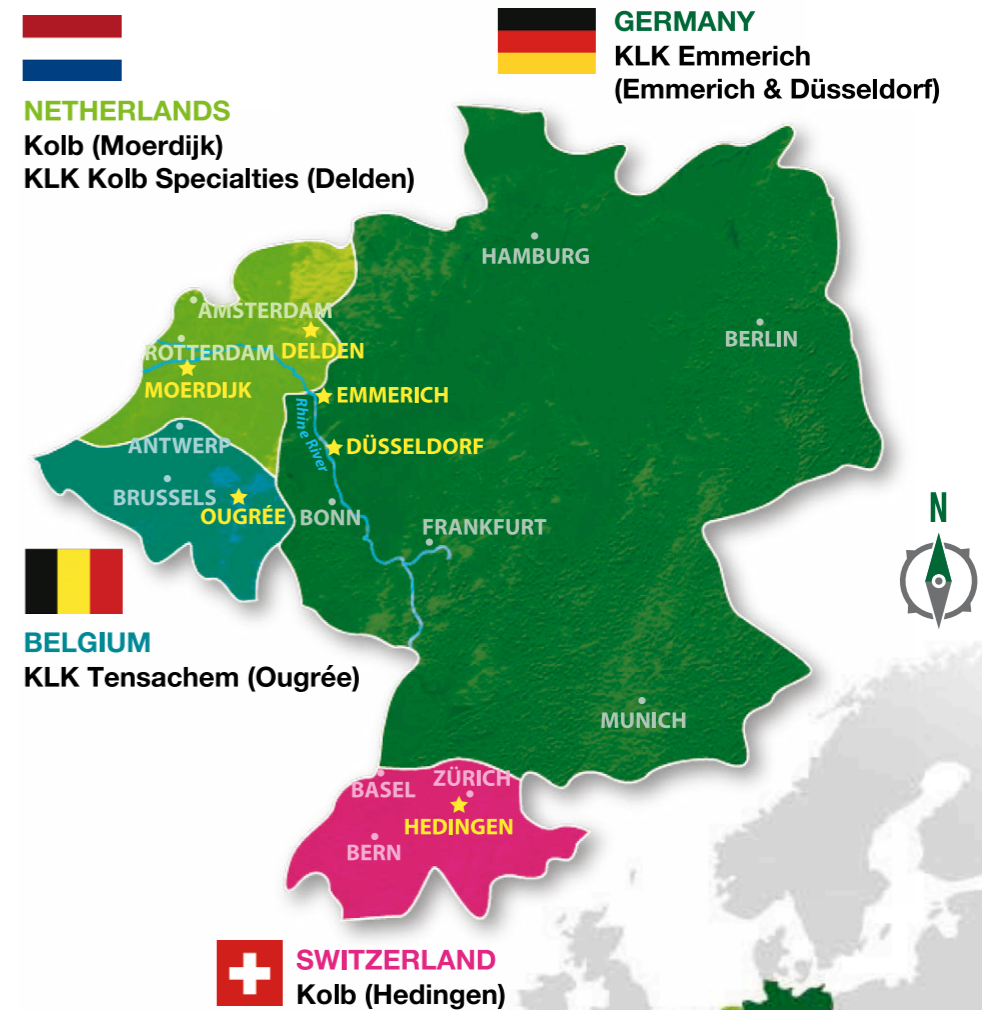 GERMANY
KLK Emmerich
(Emmerich & Düsseldorf)
NETHERLANDS
Kolb (Moerdijk)
KLK Kolb Specialties (Delden)
HAMBURG
AMSTERDAM
BERLIN
ROTTERDAM
DELDEN
MOERDIJK
EMMERICH
Rhine River
ANTWERP
DÜSSELDORF
BRUSSELS
OUGRÉE
BONN
FRANKFURT
N
BELGIUM
KLK Tensachem (Ougrée)
MUNICH
BASEL
ZÜRICH
HEDINGEN
BERN
SWITZERLAND
Kolb (Hedingen)